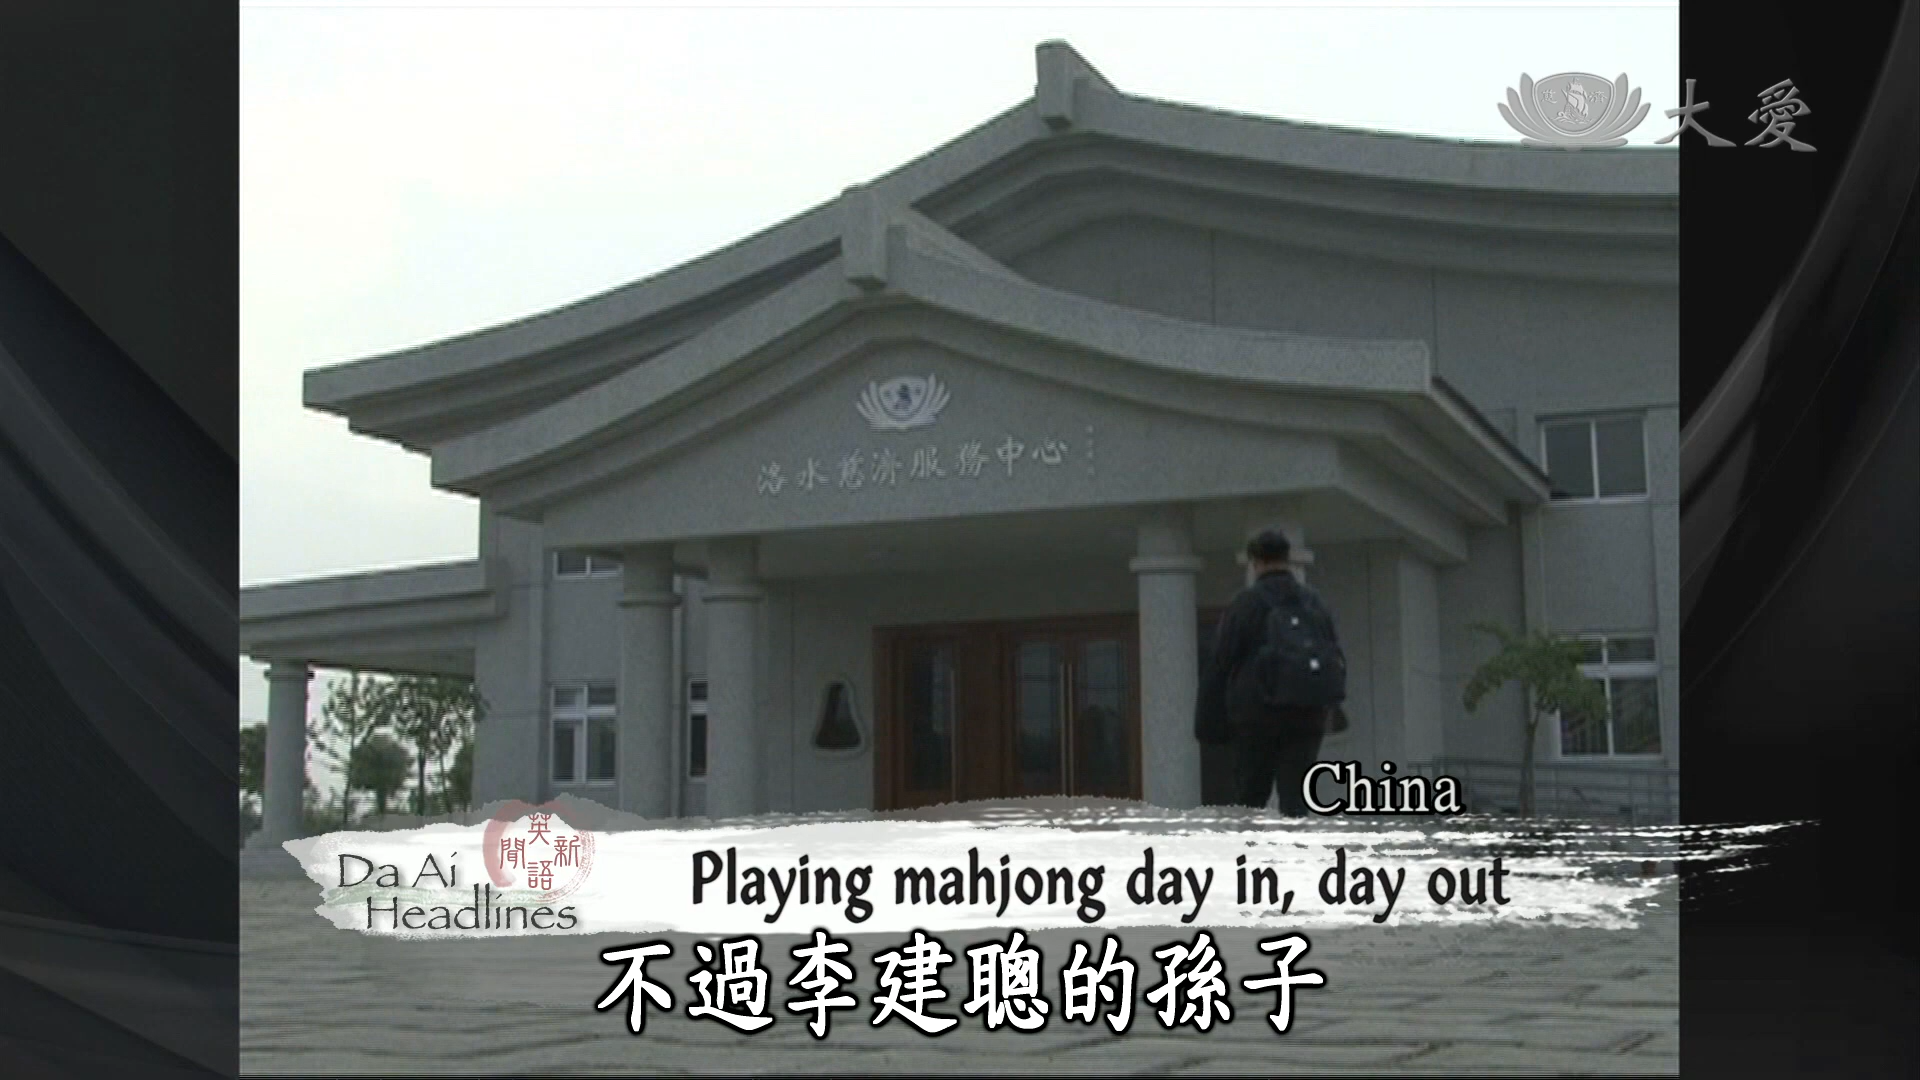 大愛
洛水慈濟服務中心
China
Da Ai
Headlines
英語新聞
Playing mahjong day in, day out
不過李建聰的孫子